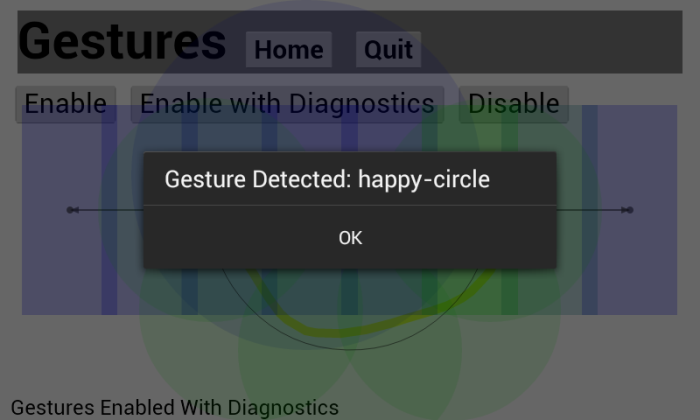 Gestures Home Quit
Enable Enable with Diagnostics Disable
Gesture Detected: happy-circle
OK
Gestures Enabled With Diagnostics